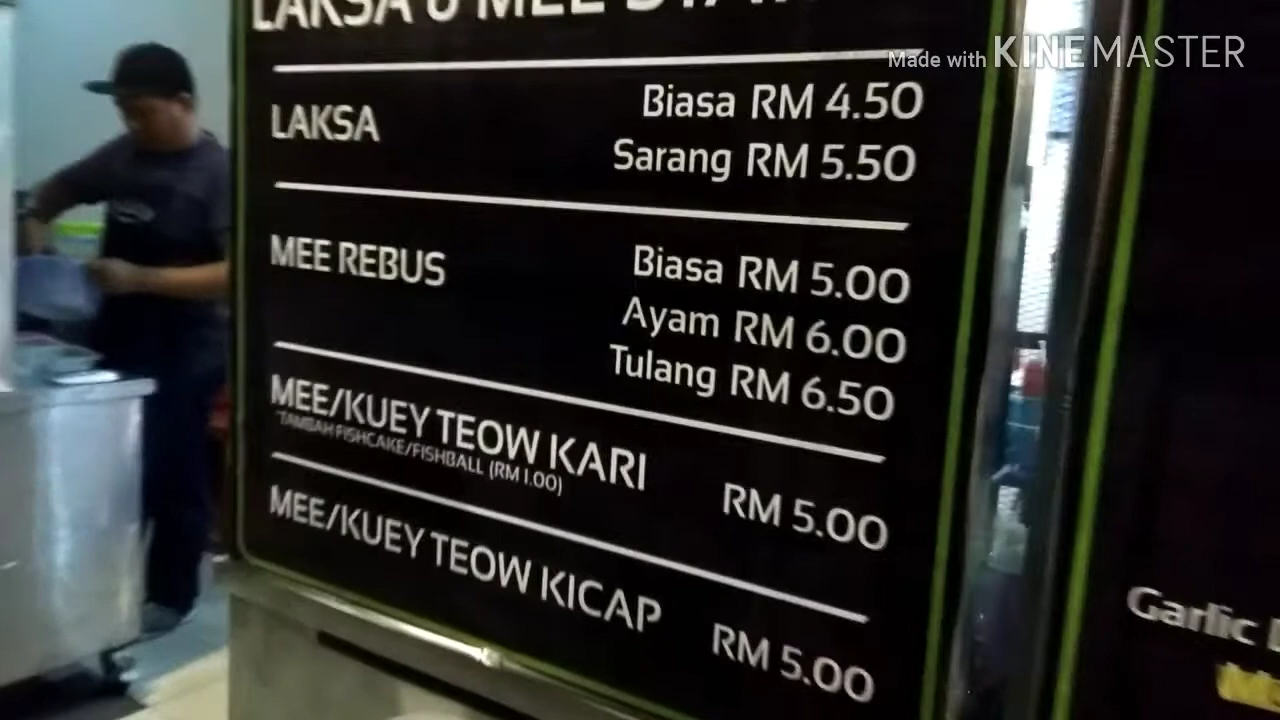 LAKSA & MEE
Made with KINEMASTER
LAKSA
Biasa RM 4.50
Sarang RM 5.50
MEE REBUS
Biasa RM 5.00
Ayam RM 6.00
Tulang RM 6.50
MEE/KUEY TEOW KARI
*TAMBAH FISHCAKE/FISHBALL (RM 1.00)
RM 5.00
MEE/KUEY TEOW KICAP
RM 5.00
Garlic